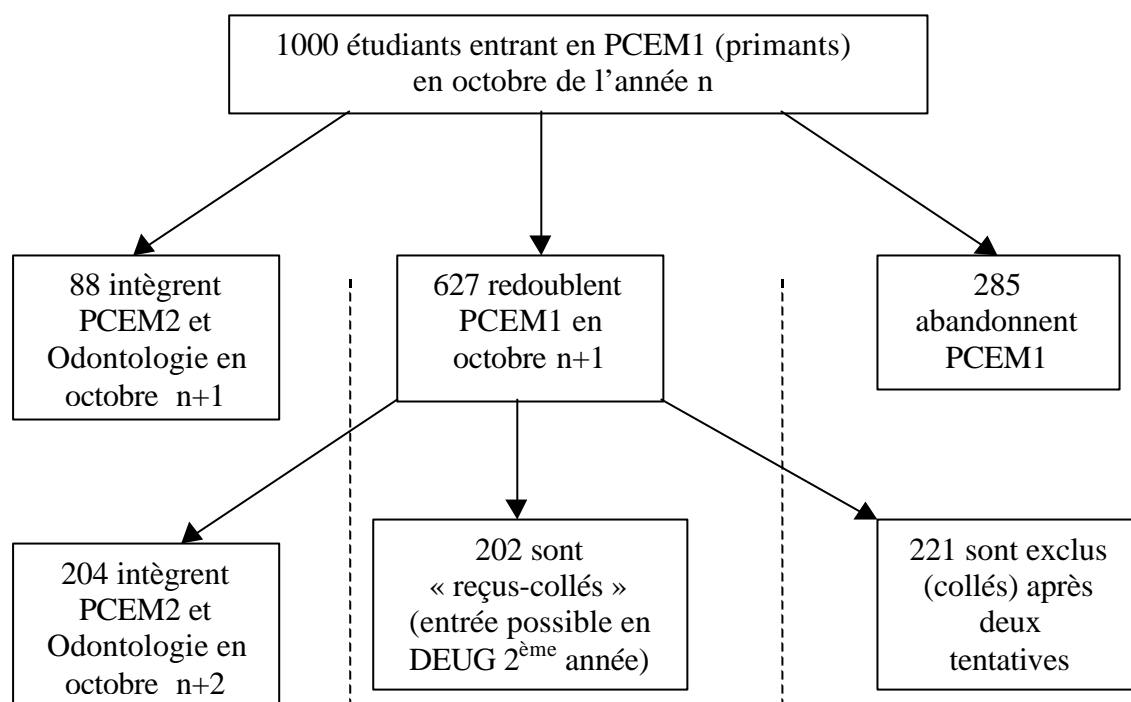 1000 étudiants entrant en PCEM1 (primants)
en octobre de l’année n
88 intègrent
PCEM2 et
Odontologie en
octobre n+1
627 redoublent
PCEM1 en
octobre n+1
285
abandonnent
PCEM1
204 intègrent
PCEM2 et
Odontologie en
octobre n+2
202 sont
« reçus-collés »
(entrée possible en
DEUG 2ème année)
221 sont exclus
(collés) après
deux
tentatives